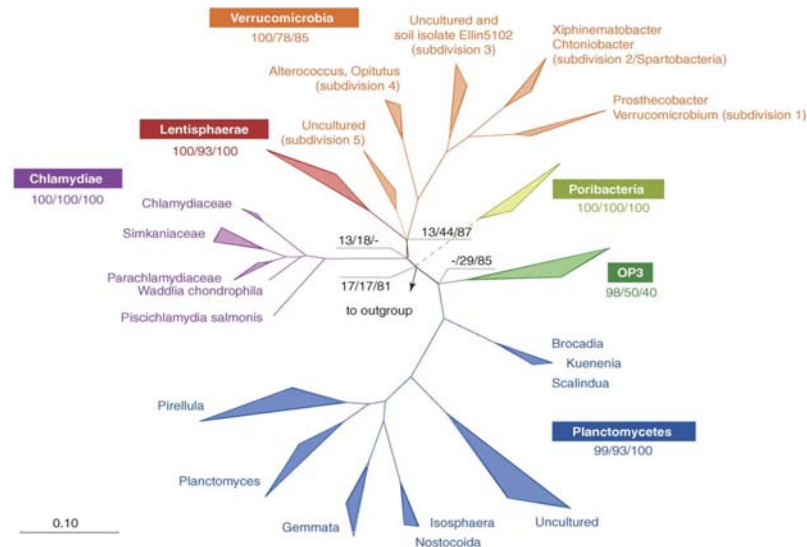 Verrucomicrobia
100/78/85
Uncultured and
soil isolate Ellin5102
(subdivision 3)
Xiphinematobacter
Chtoniobacter
(subdivision 2/Spartobacteria)
Alterococcus, Opitutus
(subdivision 4)
Prosthecobacter
Verrucomicrobium (subdivision 1)
Lentisphaerae
100/93/100
Uncultured
(subdivision 5)
Chlamydiae
100/100/100
Poribacteria
100/100/100
Chlamydiaceae
Simkaniaceae
13/18/-
13/44/87
Parachlamydiaceae
Waddlia chondrophila
-/29/85
OP3
98/50/40
17/17/81
Piscichlamydia salmonis
to outgroup
Brocadia
Kuenenia
Scalindua
Pirellula
Planctomycetes
99/93/100
Planctomyces
0.10
Gemmata
Isosphaera
Nostocoida
Uncultured